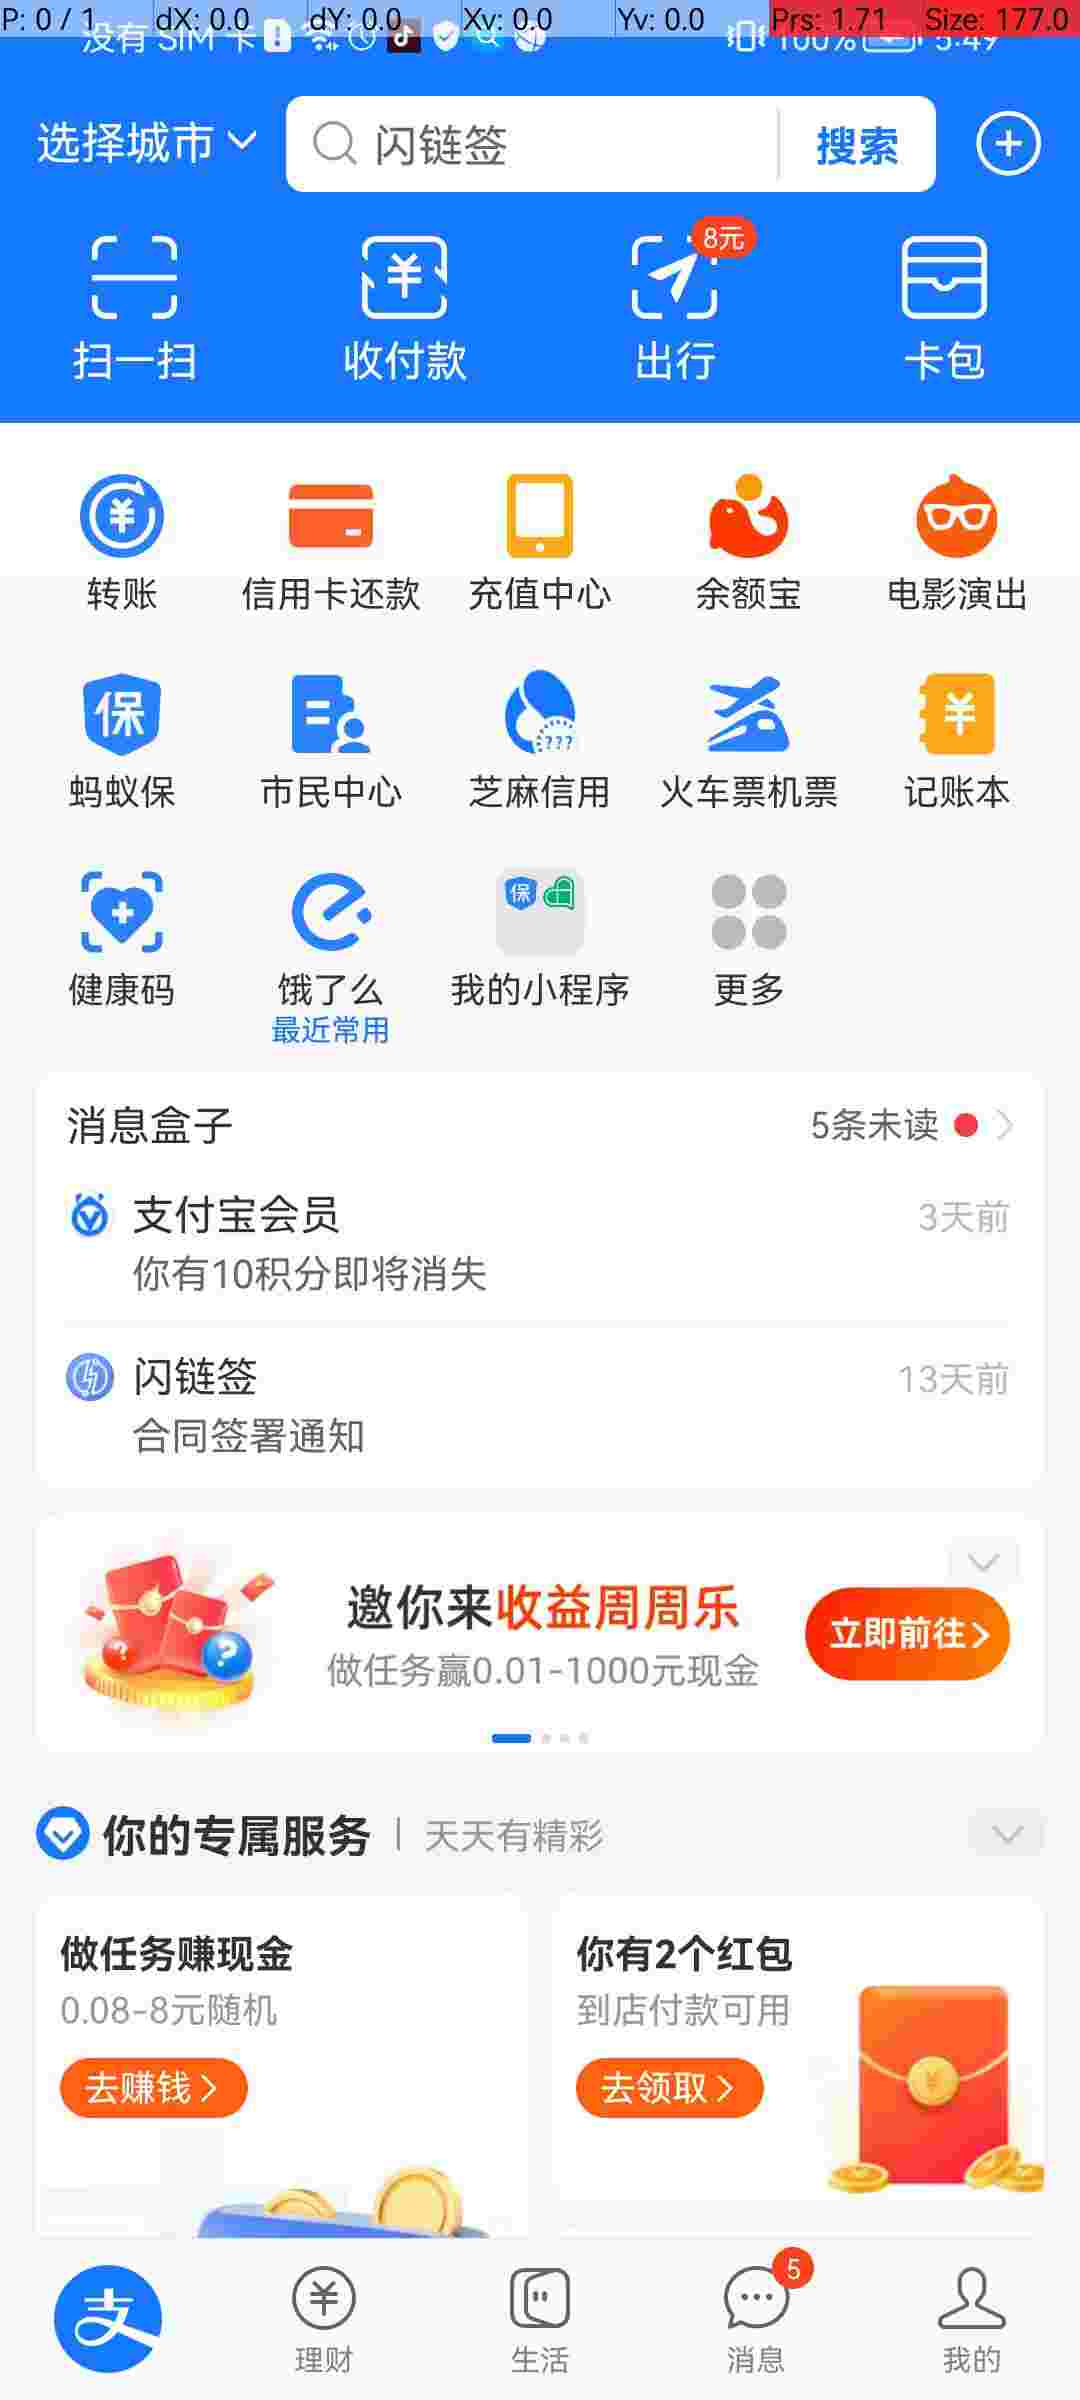 P: 0 / 1 dX: 0.0 dY: 0.0 Xv: 0.0 Yv: 0.0 Prs: 1.71 Size: 177.0
没有 SIM 卡 100% 5:49
选择城市 闪链签 搜索
8元
扫一扫 收付款 出行 卡包
转账 信用卡还款 充值中心 余额宝 电影演出
保 ???
蚂蚁保 市民中心 芝麻信用 火车票机票 记账本
保
健康码 饿了么 我的小程序 更多
最近常用
消息盒子 5条未读
支付宝会员 3天前
你有10积分即将消失
闪链签 13天前
合同签署通知
邀你来收益周周乐
做任务赢0.01-1000元现金
立即前往
你的专属服务 天天有精彩
做任务赚现金 你有2个红包
0.08-8元随机 到店付款可用
去赚钱 去领取
支 5
理财 生活 消息 我的